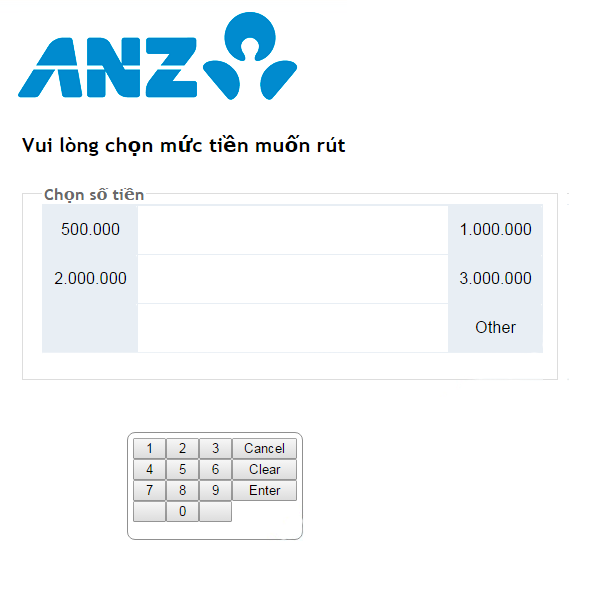 ANZ
Vui lòng chọn mức tiền muốn rút
Chọn số tiền
500.000 1.000.000
2.000.000 3.000.000
Other
1 2 3 Cancel
4 5 6 Clear
7 8 9 Enter
0